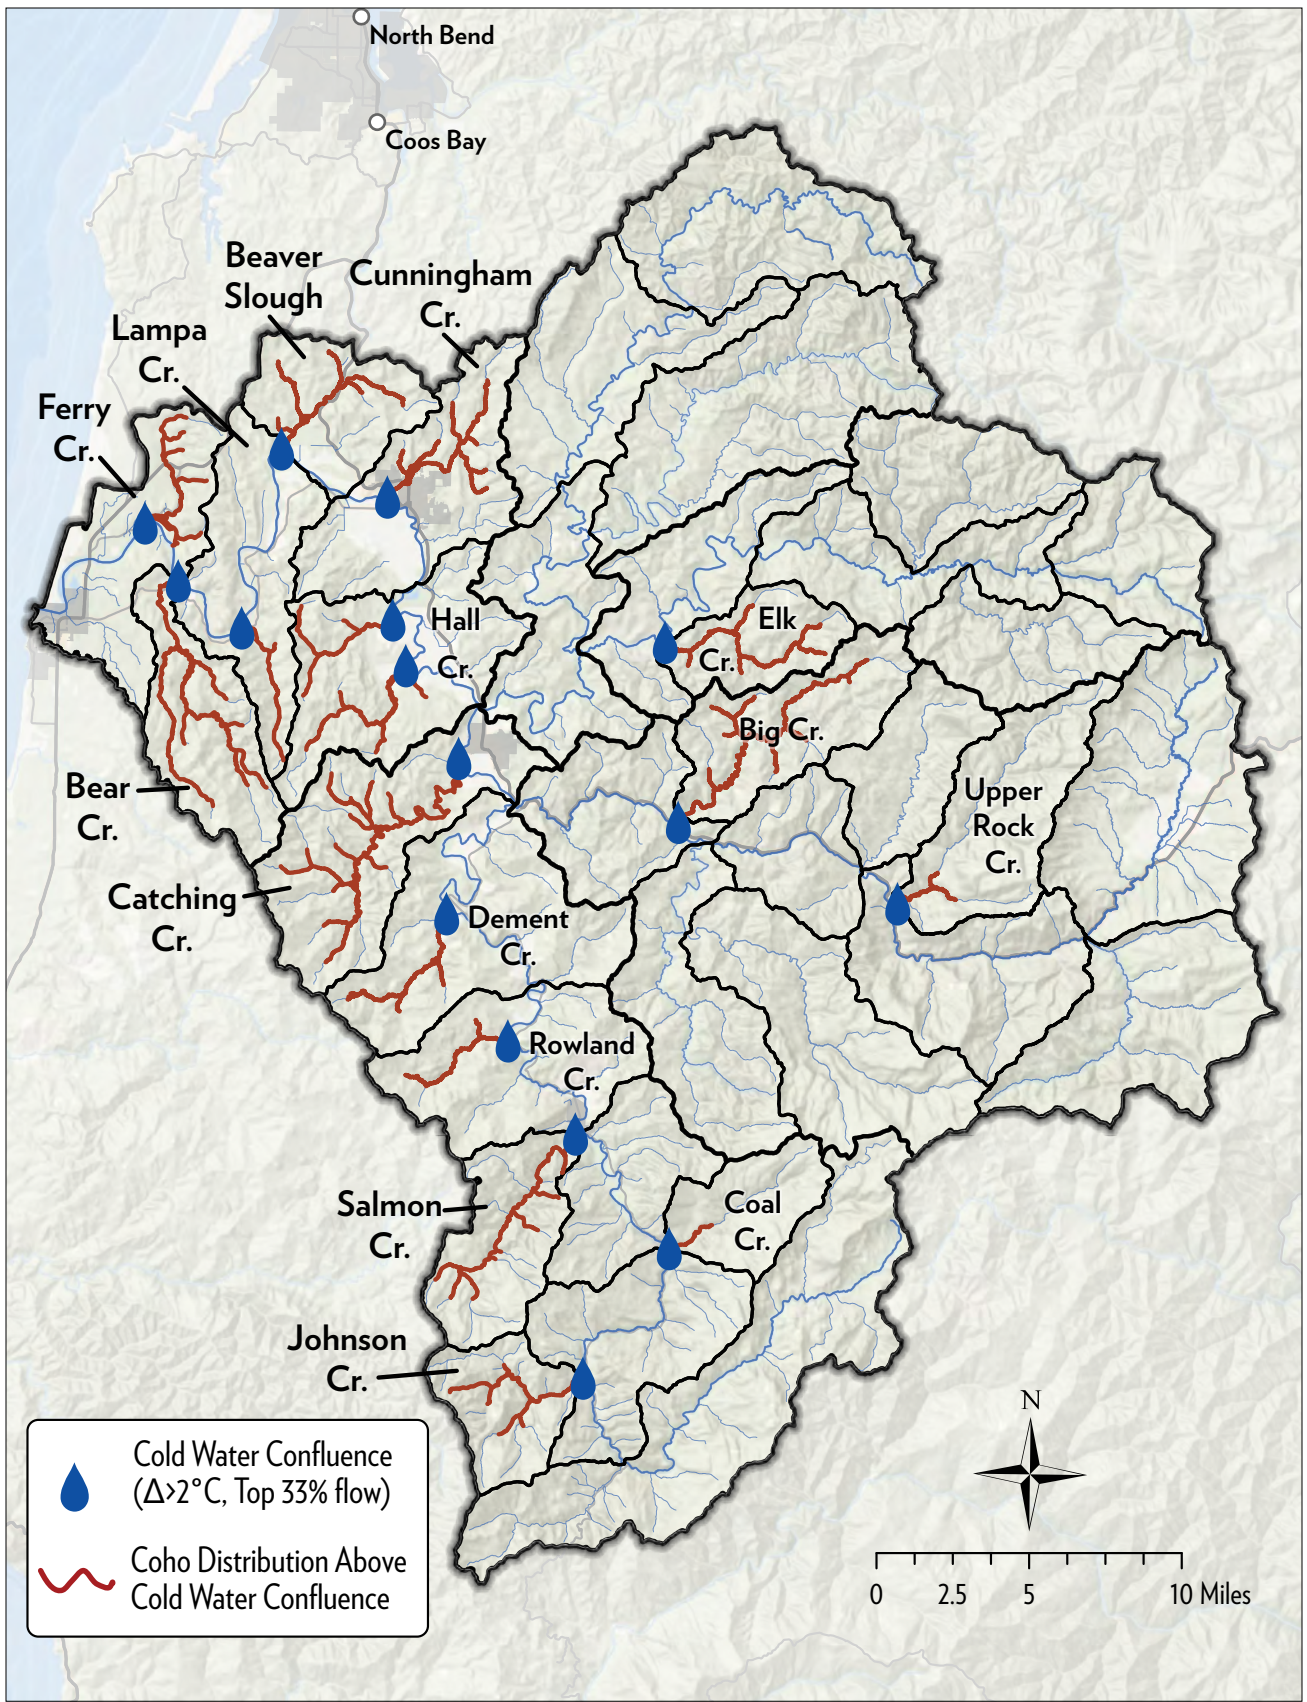 North Bend
Coos Bay
Beaver
Slough
Cunningham
Cr.
Lampa
Cr.
Ferry
Cr.
Hall
Cr.
Elk
Cr.
Big Cr.
Upper
Rock
Cr.
Bear
Cr.
Catching
Cr.
Dement
Cr.
Rowland
Cr.
Salmon
Cr.
Coal
Cr.
Johnson
Cr.
Cold Water Confluence
(Δ>2°C, Top 33% flow)
Coho Distribution Above
Cold Water Confluence
N
0 2.5 5 10 Miles